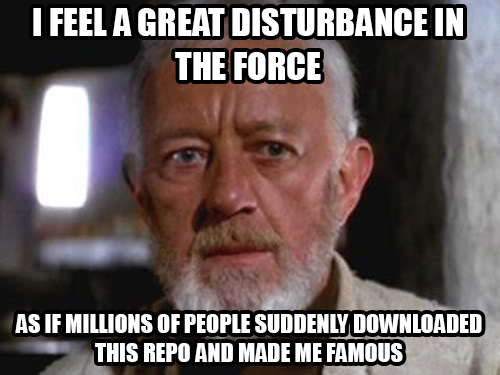 I FEEL A GREAT DISTURBANCE IN
THE FORCE
AS IF MILLIONS OF PEOPLE SUDDENLY DOWNLOADED
THIS REPO AND MADE ME FAMOUS